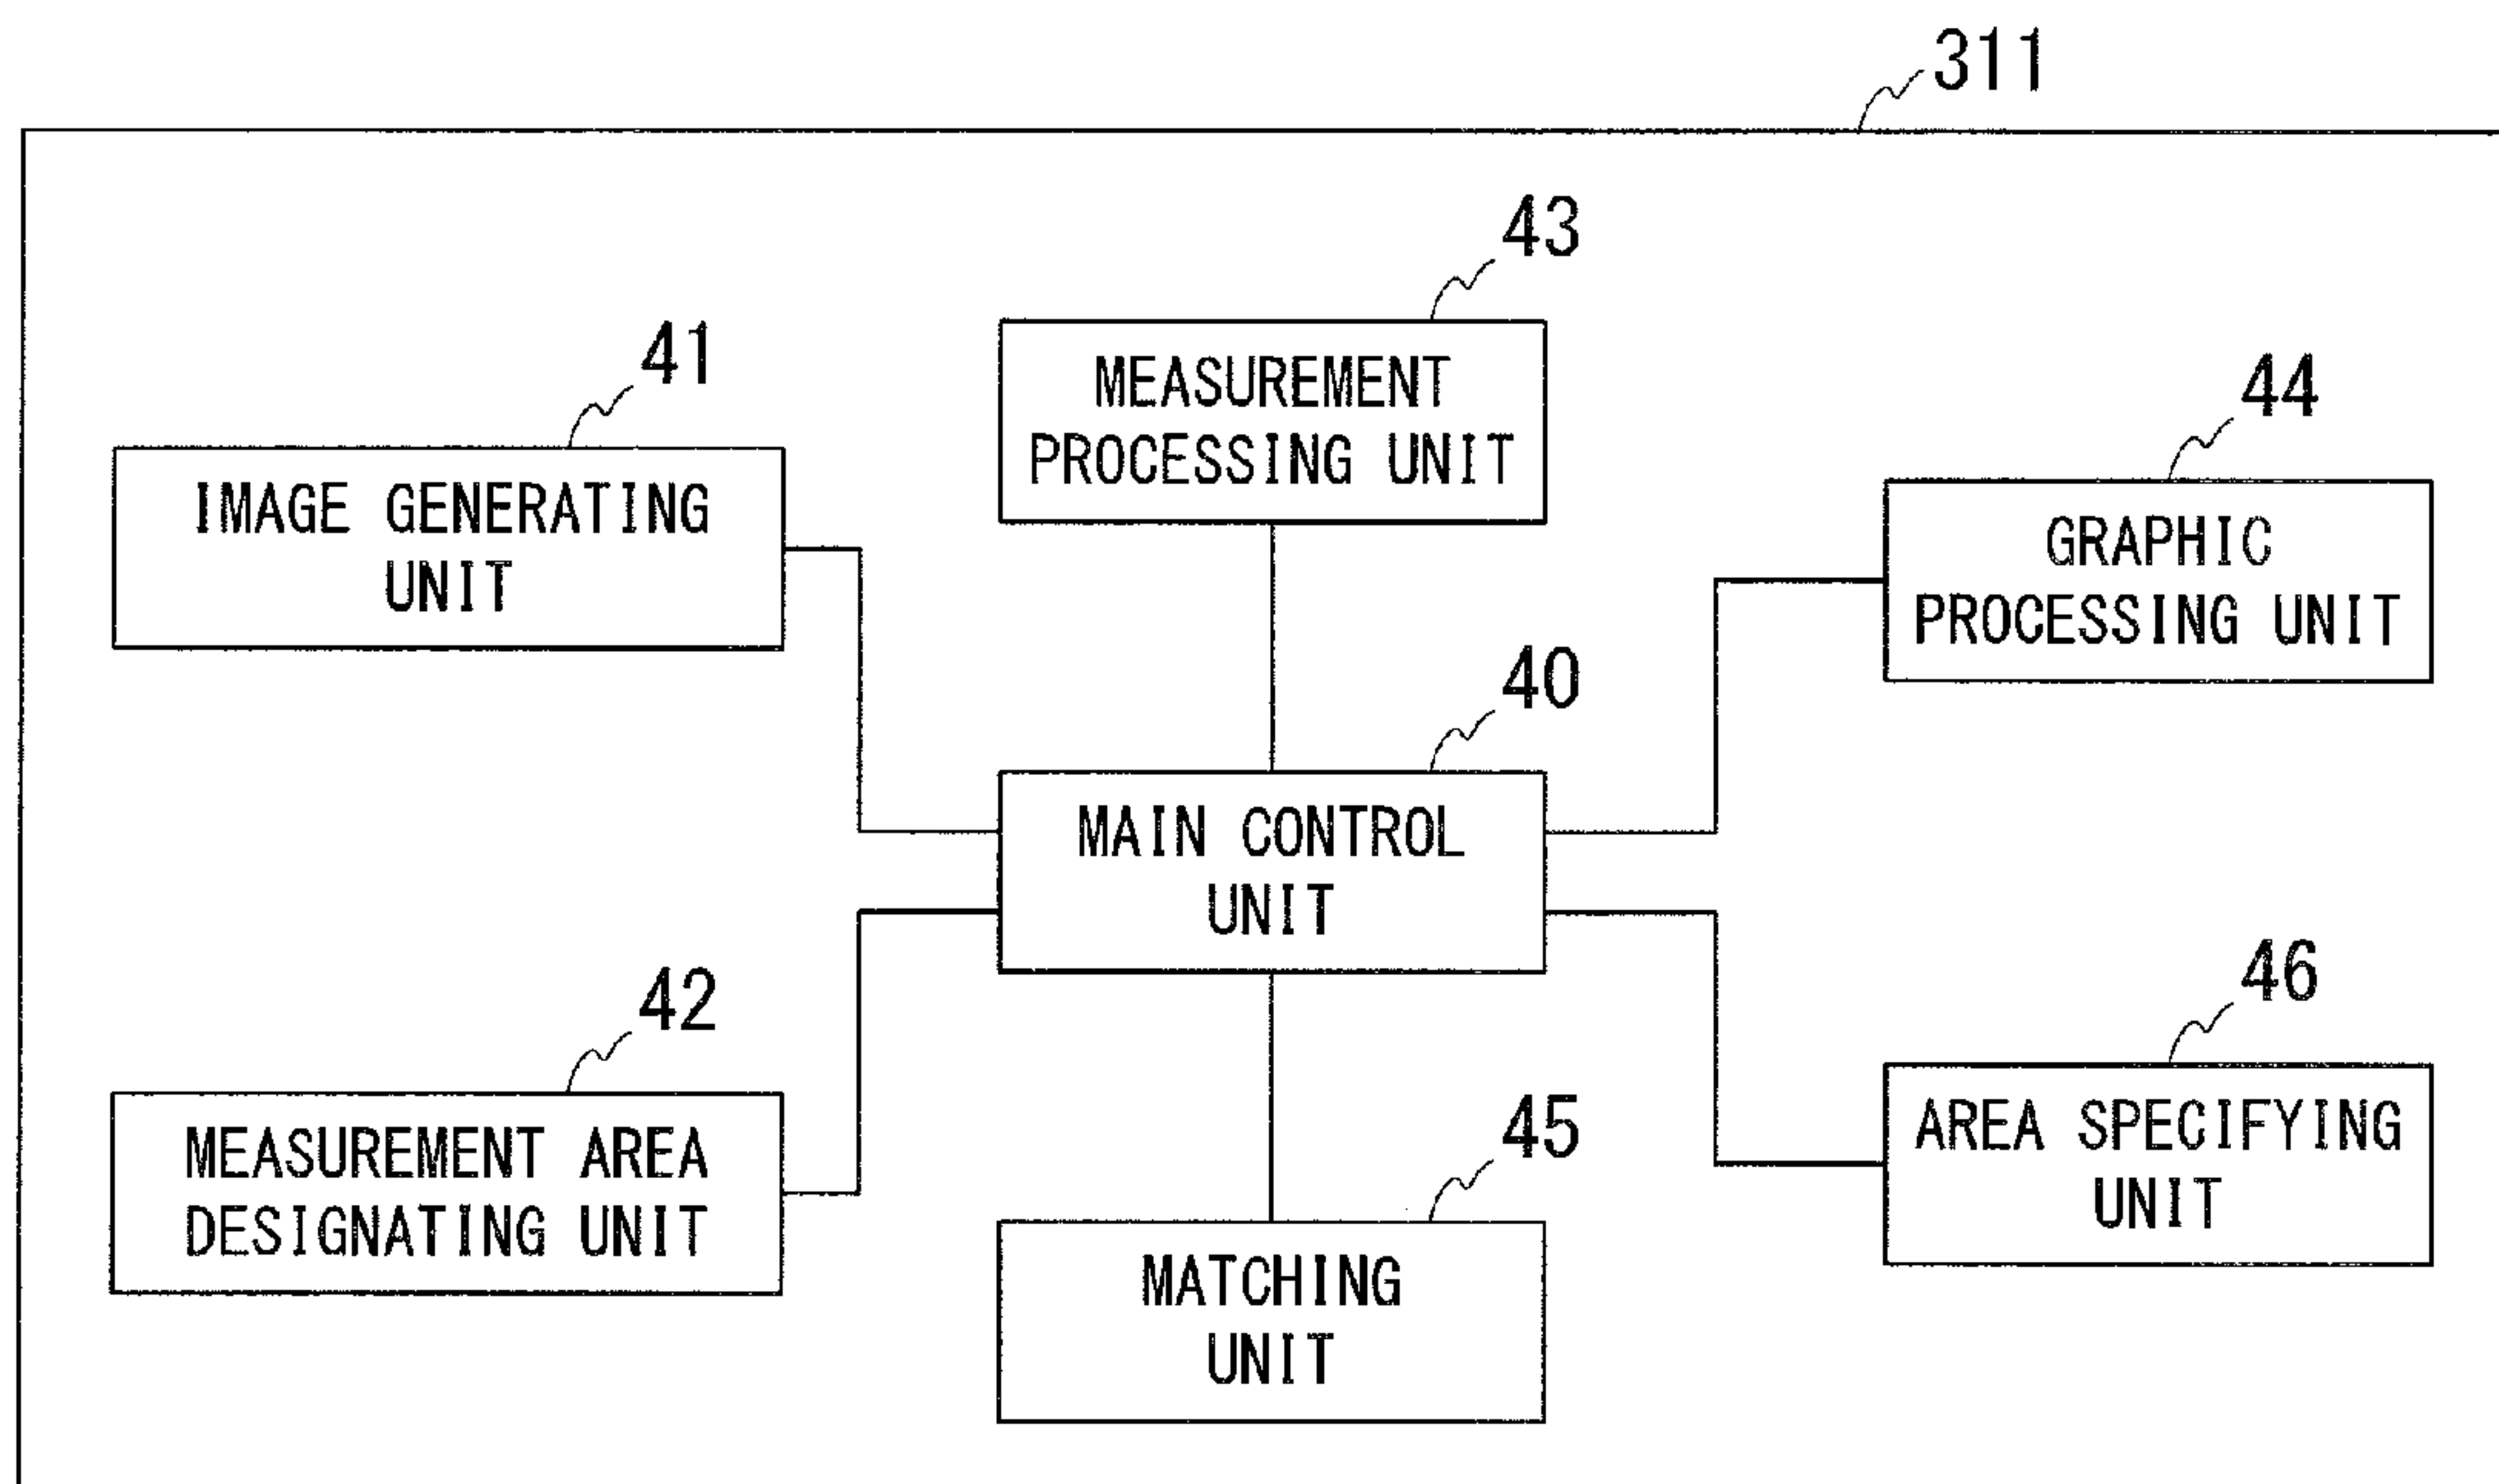 311
43
MEASUREMENT
PROCESSING UNIT
41
IMAGE GENERATING
UNIT
44
GRAPHIC
PROCESSING UNIT
40
MAIN CONTROL
UNIT
42
MEASUREMENT AREA
DESIGNATING UNIT
46
AREA SPECIFYING
UNIT
45
MATCHING
UNIT